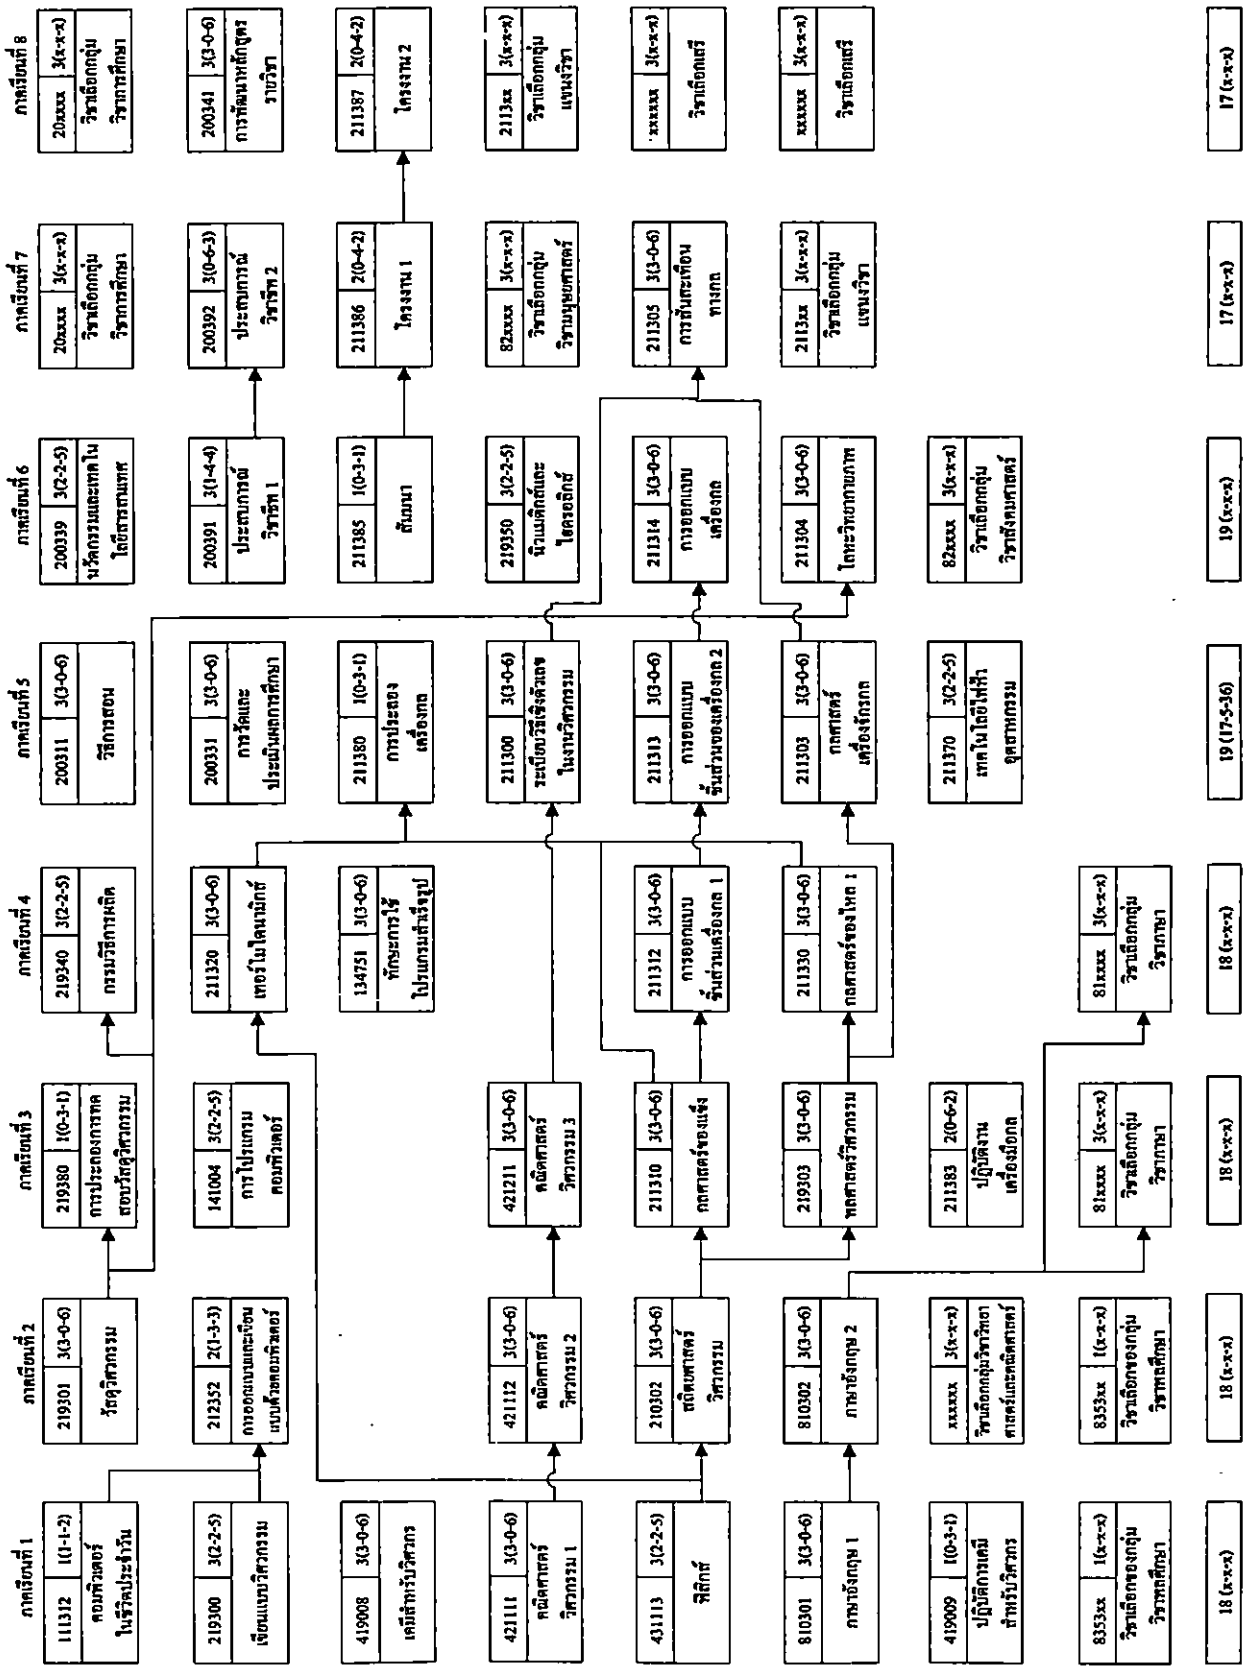 ภาคเรียนที่ 1
111312 1(1-1-2)
คอมพิวเตอร์
ในชีวิตประจำวัน
219300 3(2-2-5)
เขียนแบบวิศวกรรม
419008 3(3-0-6)
เคมีสำหรับวิศวกร
421111 3(3-0-6)
คณิตศาสตร์
วิศวกรรม 1
431113 3(2-2-5)
ฟิสิกส์
810301 3(3-0-6)
ภาษาอังกฤษ 1
419009 1(0-3-1)
ปฏิบัติการเคมี
สำหรับวิศวกร
8353xx 1(x-x-x)
วิชาเลือกของกลุ่ม
วิชาพลศึกษา
18 (x-x-x)
ภาคเรียนที่ 2
219301 3(3-0-6)
วัสดุวิศวกรรม
212352 2(1-3-3)
การออกแบบและเขียน
แบบด้วยคอมพิวเตอร์
421112 3(3-0-6)
คณิตศาสตร์
วิศวกรรม 2
210302 3(3-0-6)
สถิตยศาสตร์
วิศวกรรม
810302 3(3-0-6)
ภาษาอังกฤษ 2
xxxxxx 3(x-x-x)
วิชาเลือกกลุ่มวิชาวิทยา
ศาสตร์และคณิตศาสตร์
8353xx 1(x-x-x)
วิชาเลือกของกลุ่ม
วิชาพลศึกษา
18 (x-x-x)
ภาคเรียนที่ 3
219380 1(0-3-1)
การประลองการทด
สอบวัสดุวิศวกรรม
141004 3(2-2-5)
การโปรแกรม
คอมพิวเตอร์
421211 3(3-0-6)
คณิตศาสตร์
วิศวกรรม 3
211310 3(3-0-6)
กลศาสตร์ของแข็ง
219303 3(3-0-6)
พลศาสตร์วิศวกรรม
211383 2(0-6-2)
ปฏิบัติงาน
เครื่องมือกล
81xxxx 3(x-x-x)
วิชาเลือกกลุ่ม
วิชาภาษา
18 (x-x-x)
ภาคเรียนที่ 4
219340 3(2-2-5)
กรรมวิธีการผลิต
211320 3(3-0-6)
เทอร์โมไดนามิกส์
134751 3(3-0-6)
ทักษะการใช้
โปรแกรมสำเร็จรูป
211312 3(3-0-6)
การออกแบบ
ชิ้นส่วนเครื่องกล 1
211330 3(3-0-6)
กลศาสตร์ของไหล 1
81xxxx 3(x-x-x)
วิชาเลือกกลุ่ม
วิชาภาษา
18 (x-x-x)
ภาคเรียนที่ 5
200311 3(3-0-6)
วิธีการสอน
200331 3(3-0-6)
การวัดและ
ประเมินผลการศึกษา
211380 1(0-3-1)
การประลอง
เครื่องกล
211300 3(3-0-6)
ระเบียบวิธีเชิงตัวเลข
ในงานวิศวกรรม
211313 3(3-0-6)
การออกแบบ
ชิ้นส่วนของเครื่องกล 2
211303 3(3-0-6)
กลศาสตร์
เครื่องจักรกล
211370 3(2-2-5)
เทคโนโลยีไฟฟ้า
อุตสาหกรรม
19 (17-5-36)
ภาคเรียนที่ 6
200339 3(2-2-5)
นวัตกรรมและเทคโน
โลยีสารสนเทศ
200391 3(1-4-4)
ประสบการณ์
วิชาชีพ 1
211385 1(0-3-1)
สัมมนา
219350 3(2-2-5)
นิวแมติกส์และ
ไฮดรอลิกส์
211314 3(3-0-6)
การออกแบบ
เครื่องกล
211304 3(3-0-6)
โลหะวิทยากายภาพ
82xxxx 3(x-x-x)
วิชาเลือกกลุ่ม
วิชาสังคมศาสตร์
19 (x-x-x)
ภาคเรียนที่ 7
20xxxx 3(x-x-x)
วิชาเลือกกลุ่ม
วิชาการศึกษา
200392 3(0-6-3)
ประสบการณ์
วิชาชีพ 2
211386 2(0-4-2)
โครงงาน 1
82xxxx 3(x-x-x)
วิชาเลือกกลุ่ม
วิชามนุษยศาสตร์
211305 3(3-0-6)
การสั่นสะเทือน
ทางกล
2113xx 3(x-x-x)
วิชาเลือกกลุ่ม
แขนงวิชา
17 (x-x-x)
ภาคเรียนที่ 8
20xxxx 3(x-x-x)
วิชาเลือกกลุ่ม
วิชาการศึกษา
200341 3(3-0-6)
การพัฒนาหลักสูตร
รายวิชา
211387 2(0-4-2)
โครงงาน 2
2113xx 3(x-x-x)
วิชาเลือกกลุ่ม
แขนงวิชา
xxxxxx 3(x-x-x)
วิชาเลือกเสรี
xxxxxx 3(x-x-x)
วิชาเลือกเสรี
17 (x-x-x)